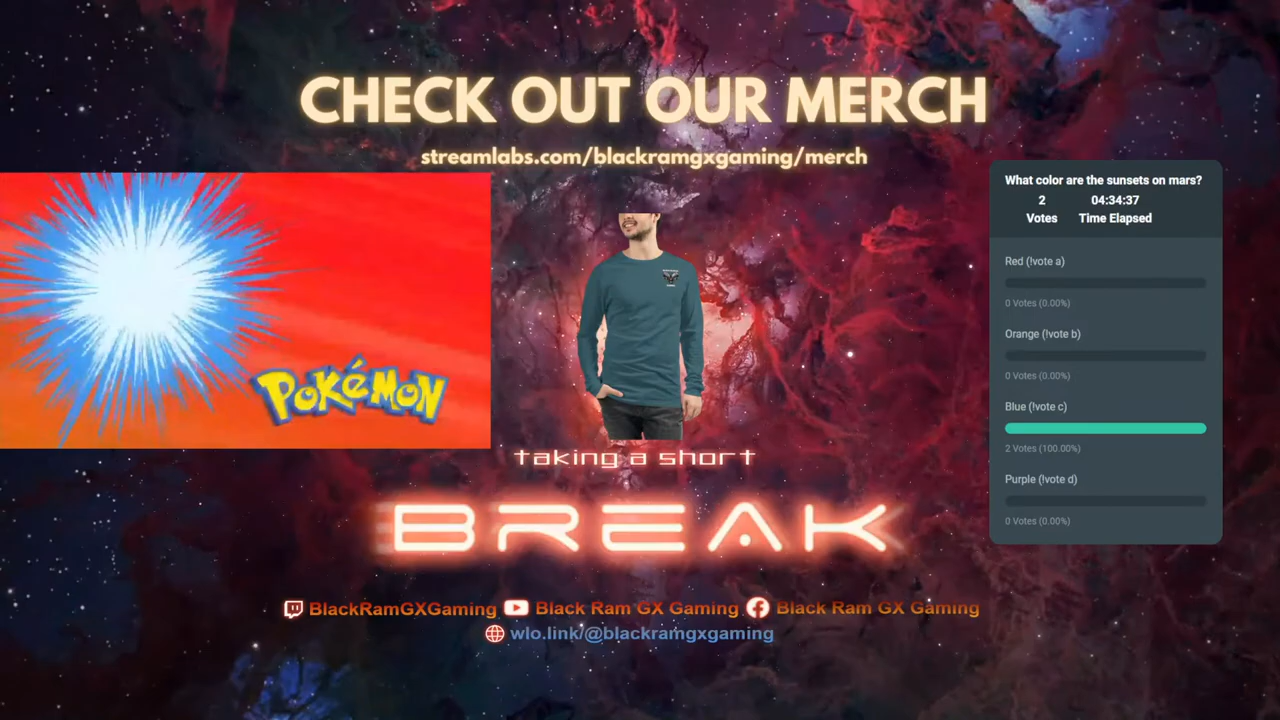 CHECK OUT OUR MERCH
streamlabs.com/blackramgxgaming/merch
What color are the sunsets on mars?
2 04:34:37
Votes Time Elapsed
Red (!vote a)
0 Votes (0.00%)
Orange (!vote b)
0 Votes (0.00%)
Blue (!vote c)
2 Votes (100.00%)
Purple (!vote d)
0 Votes (0.00%)
POKéMON
taking a short
BREAK
BlackRamGXGaming Black Ram GX Gaming Black Ram GX Gaming
wlo.link/@blackramgxgaming